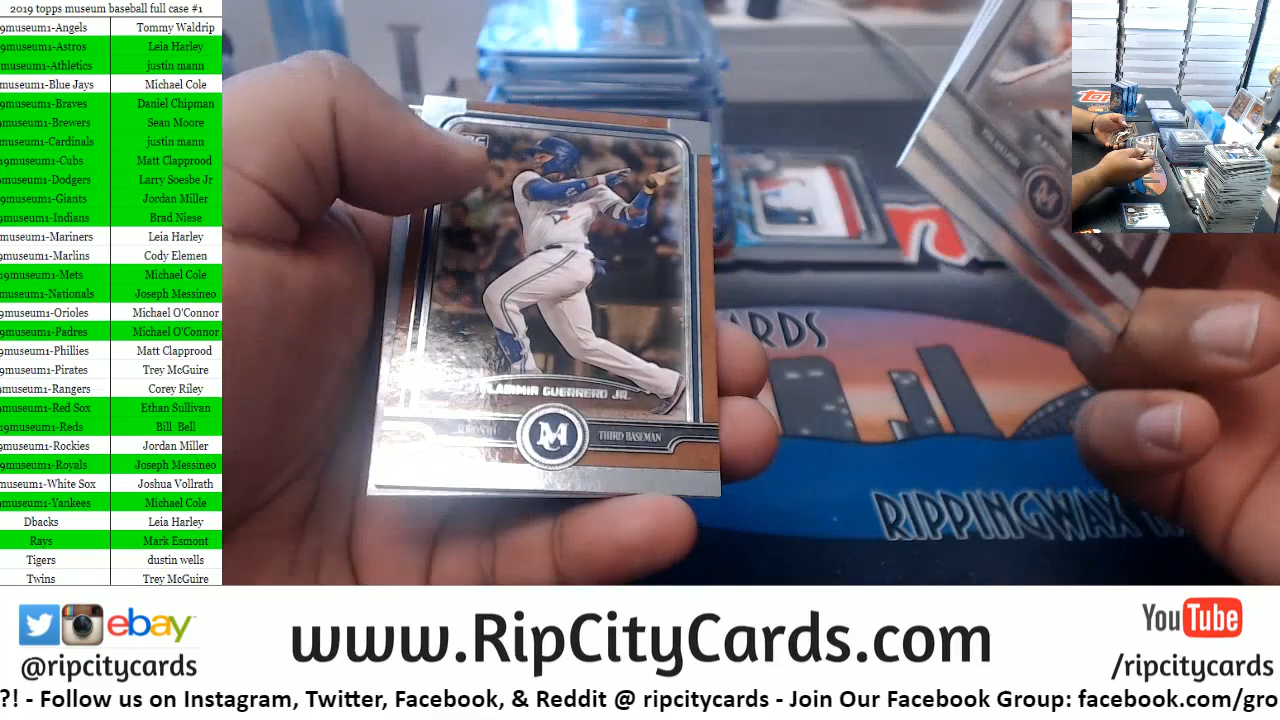 2019 topps museum baseball full case #1
9museum1-Angels Tommy Waldrip
9museum1-Astros Leia Harley
museum1-Athletics justin mann
museum1-Blue Jays Michael Cole
9museum1-Braves Daniel Chipman
9museum1-Brewers Sean Moore
museum1-Cardinals justin mann
19museum1-Cubs Matt Clapprood
9museum1-Dodgers Larry Soesbe Jr
9museum1-Giants Jordan Miller
9museum1-Indians Brad Niese
museum1-Mariners Leia Harley
museum1-Marlins Cody Elemen
19museum1-Mets Michael Cole
museum1-Nationals Joseph Messineo
museum1-Orioles Michael O'Connor
museum1-Padres Michael O'Connor
9museum1-Phillies Matt Clapprood
9museum1-Pirates Trey McGuire
museum1-Rangers Corey Riley
museum1-Red Sox Ethan Sullivan
19museum1-Reds Bill Bell
museum1-Rockies Jordan Miller
9museum1-Royals Joseph Messineo
museum1-White Sox Joshua Vollrath
museum1-Yankees Michael Cole
Dbacks Leia Harley
Rays Mark Esmont
Tigers dustin wells
Twins Trey McGuire
VLADIMIR GUERRERO JR.
TORONTO MC THIRD BASEMAN
CARDS
RIPPINGWAX
ebay
@ripcitycards
www.RipCityCards.com
YouTube
/ripcitycards
?! - Follow us on Instagram, Twitter, Facebook, & Reddit @ ripcitycards - Join Our Facebook Group: facebook.com/gro